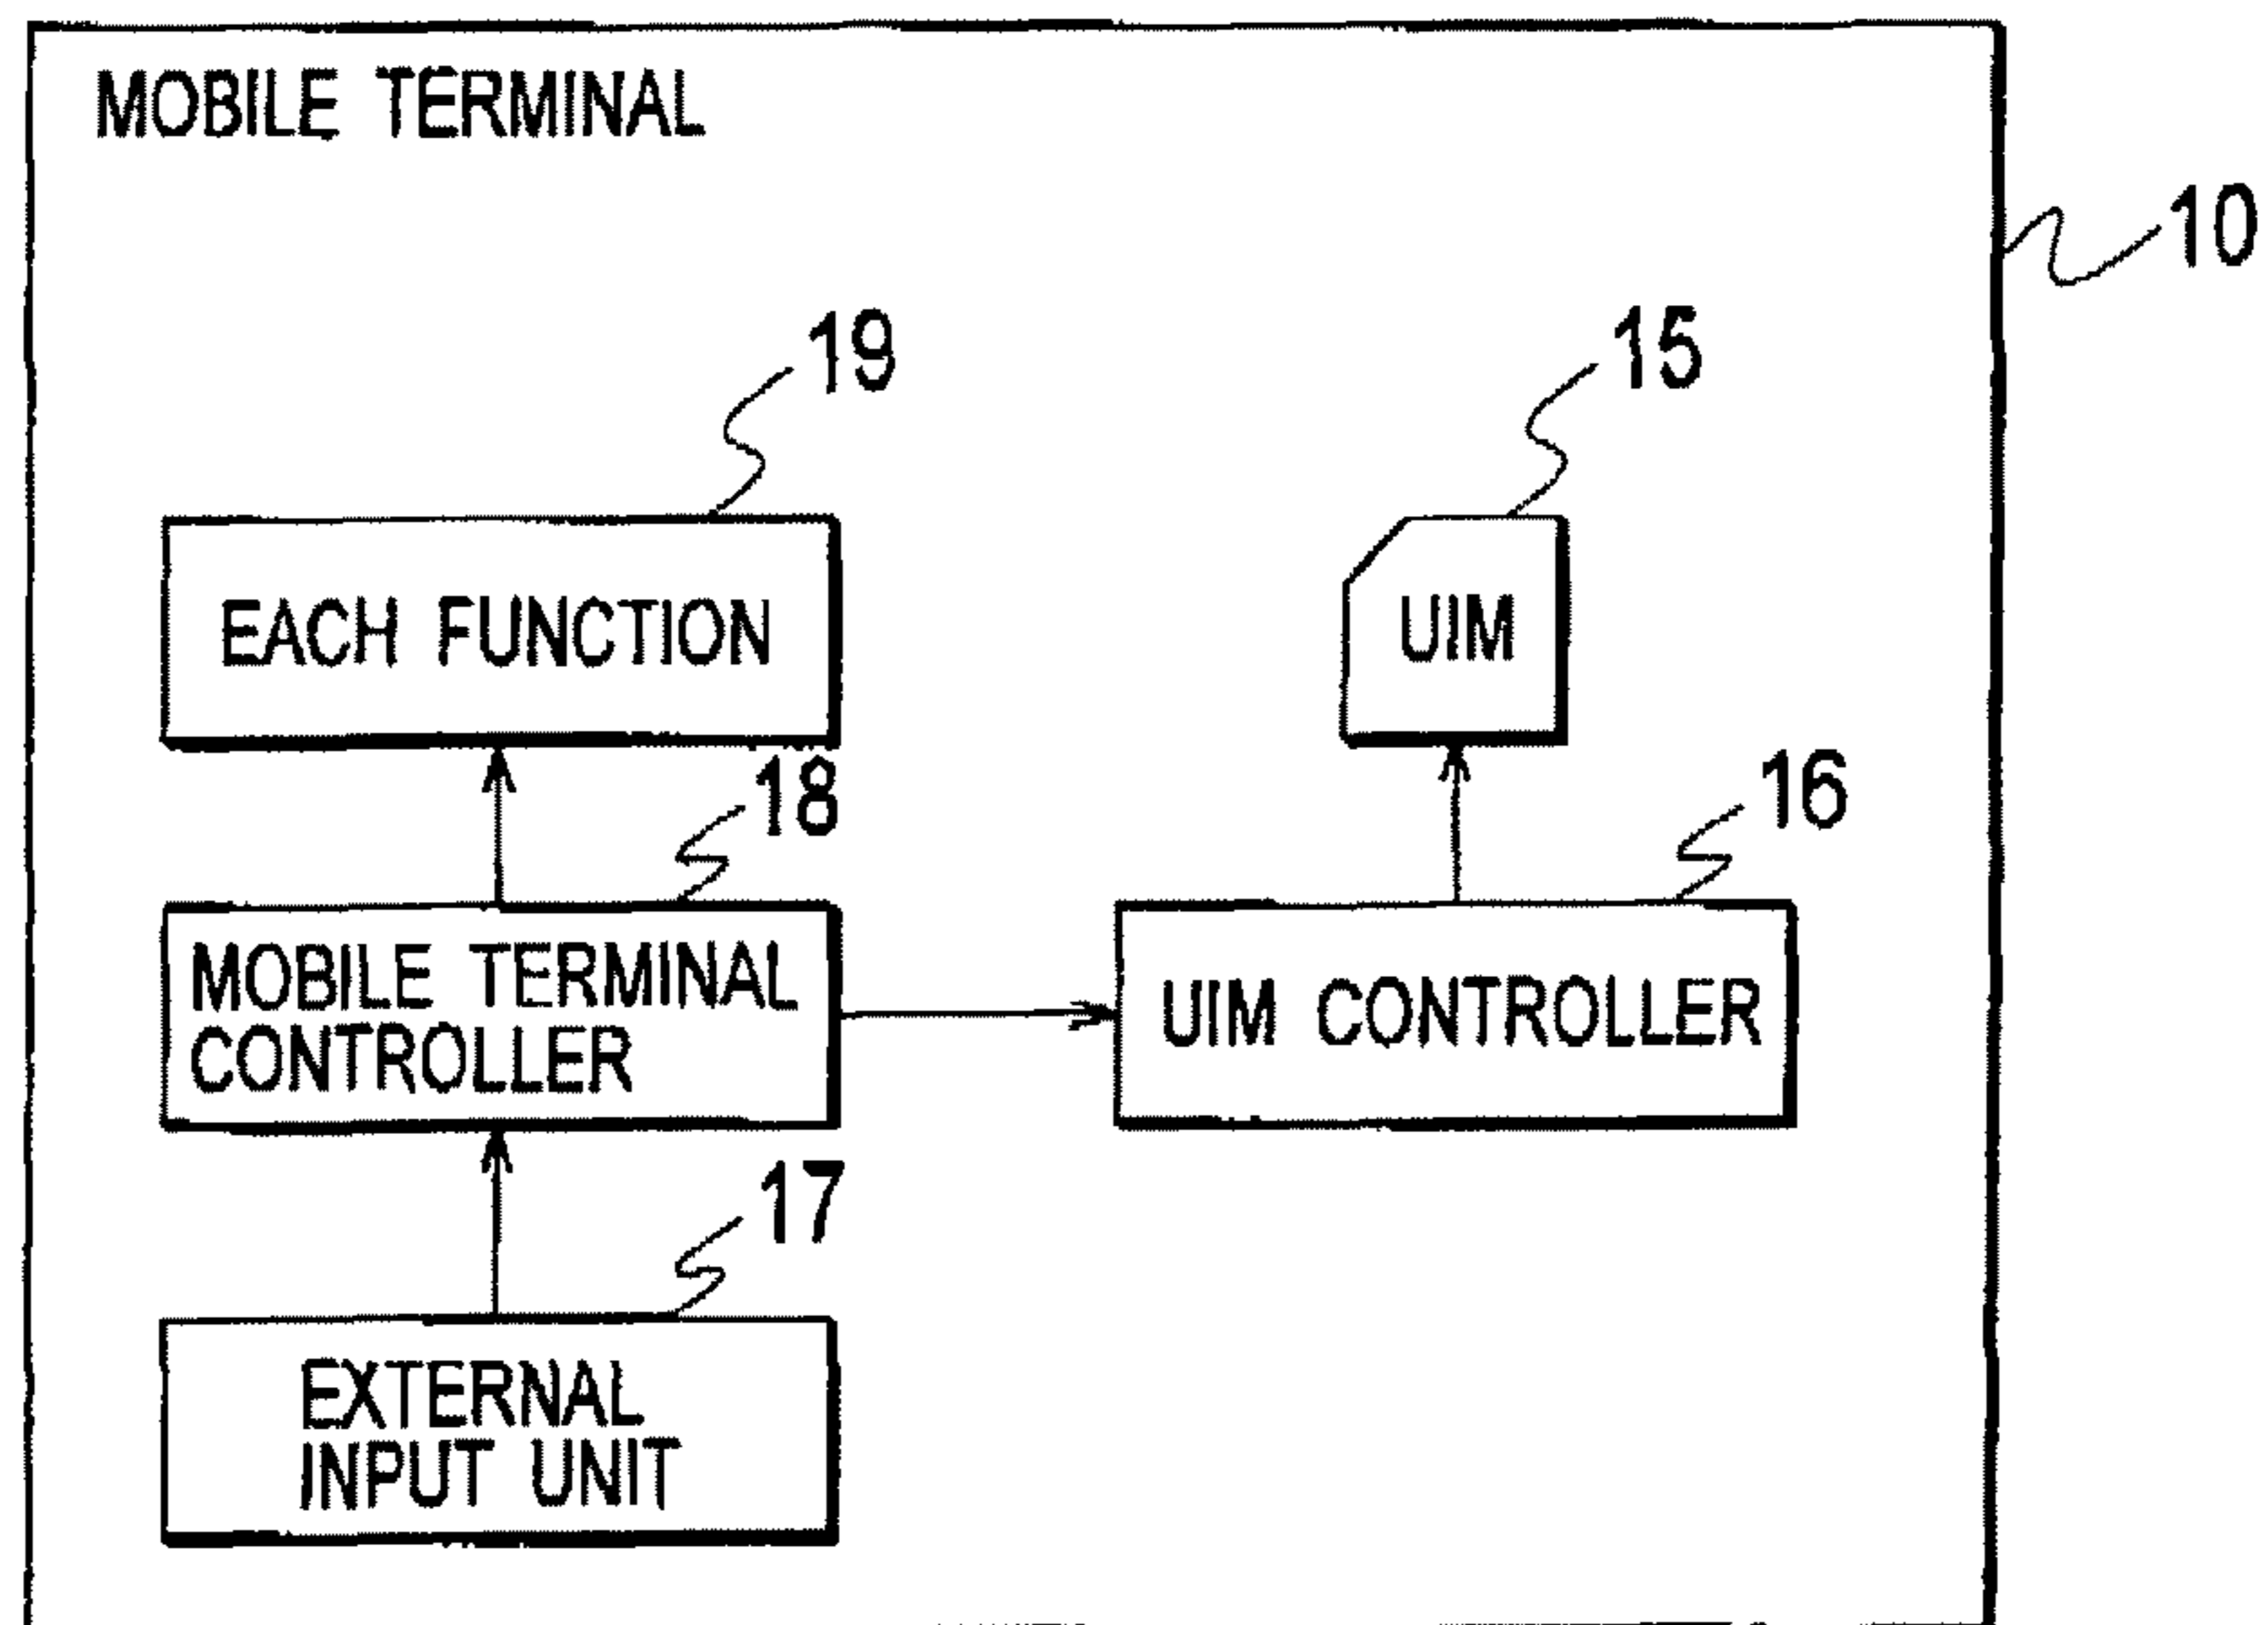 MOBILE TERMINAL
10
19
15
EACH FUNCTION
UIM
18
16
MOBILE TERMINAL
CONTROLLER
UIM CONTROLLER
17
EXTERNAL
INPUT UNIT